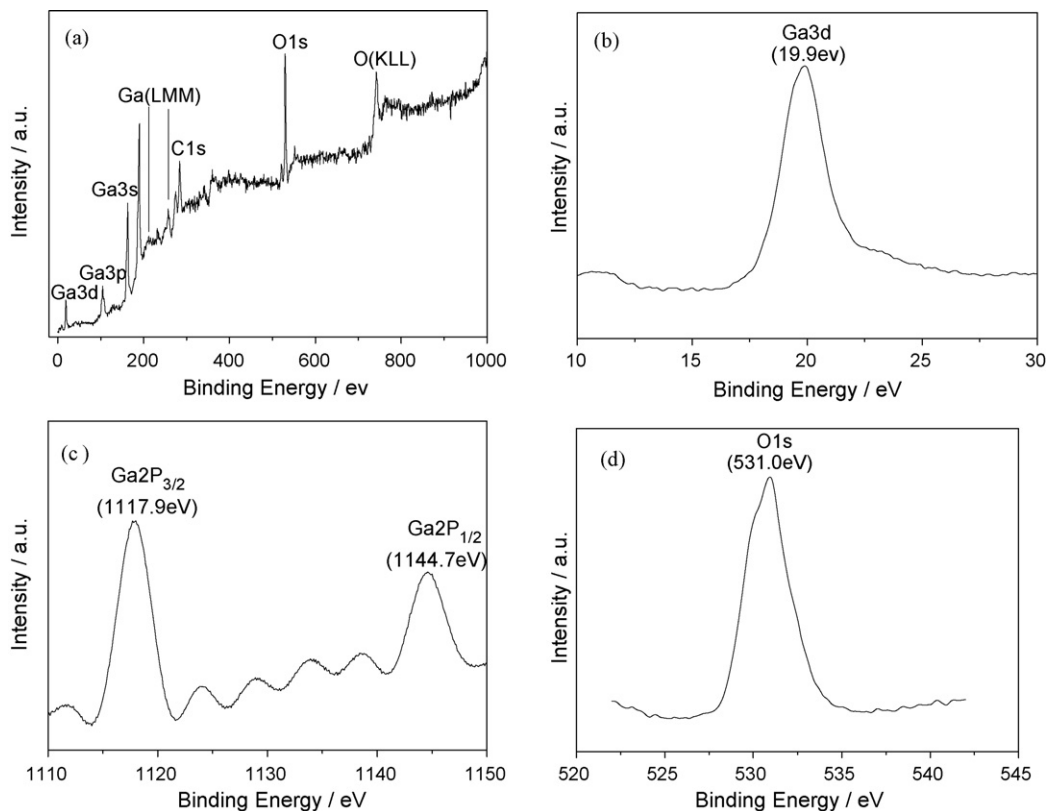 (a)
O1s
O(KLL)
Ga(LMM)
C1s
Ga3s
Ga3p
Ga3d
Intensity / a.u.
0 200 400 600 800 1000
Binding Energy / ev
(b)
Ga3d
(19.9ev)
Intensity / a.u.
10 15 20 25 30
Binding Energy / eV
(c )
Ga2P3/2
(1117.9eV)
Ga2P1/2
(1144.7eV)
Intensity / a.u.
1110 1120 1130 1140 1150
Binding Energy / eV
(d)
O1s
(531.0eV)
Intensity / a.u.
520 525 530 535 540 545
Binding Energy / eV